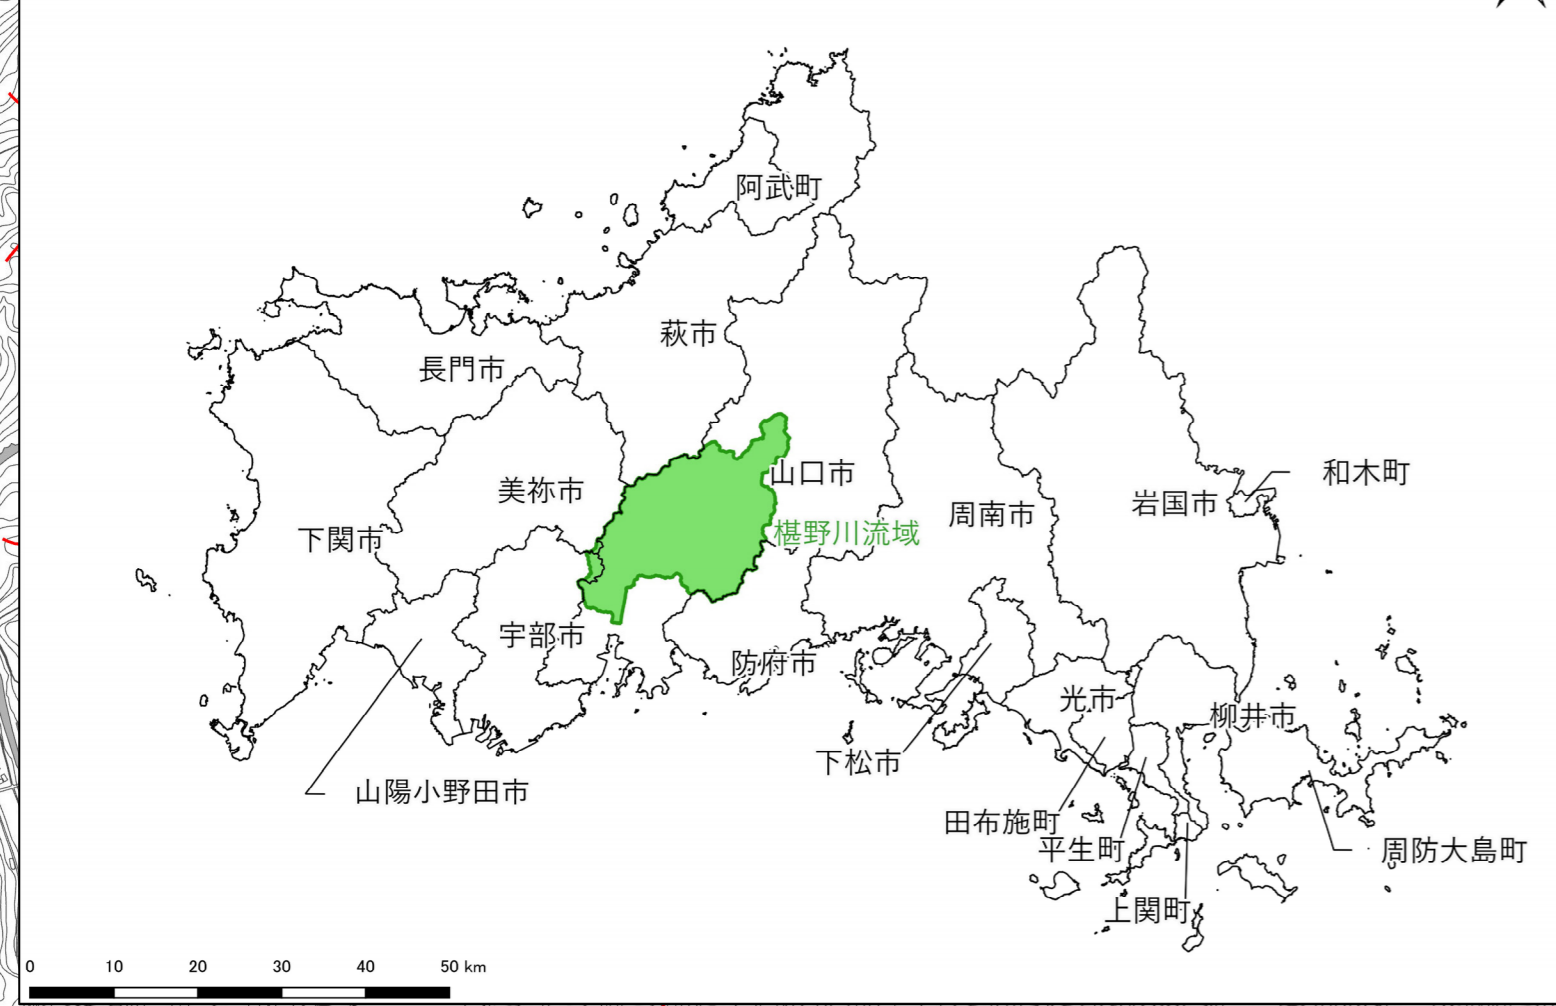 阿武町
萩市
長門市
山口市
和木町
美祢市
岩国市
周南市
下関市
椹野川流域
宇部市
防府市
光市
柳井市
下松市
山陽小野田市
田布施町
平生町
周防大島町
上関町
0 10 20 30 40 50 km